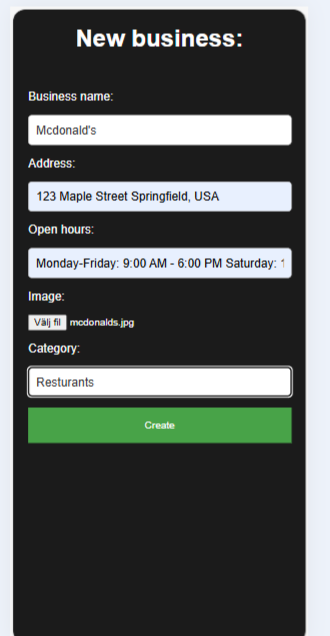 New business:
Business name:
Mcdonald's
Address:
123 Maple Street Springfield, USA
Open hours:
Monday-Friday: 9:00 AM - 6:00 PM Saturday:
Image:
Välj fil mcdonalds.jpg
Category:
Resturants
Create